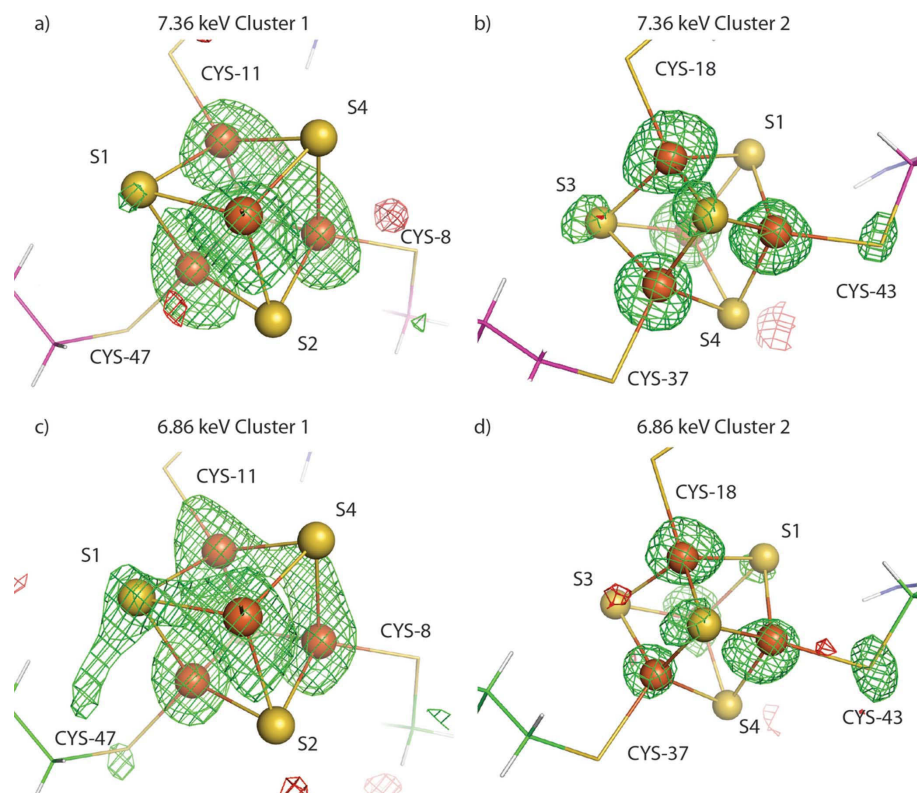 a)
7.36 keV Cluster 1
CYS-11
S4
S1
CYS-8
S2
CYS-47
b)
7.36 keV Cluster 2
CYS-18
S1
S3
CYS-43
S4
CYS-37
c)
6.86 keV Cluster 1
CYS-11
S4
S1
CYS-8
CYS-47
S2
d)
6.86 keV Cluster 2
CYS-18
S1
S3
CYS-43
S4
CYS-37